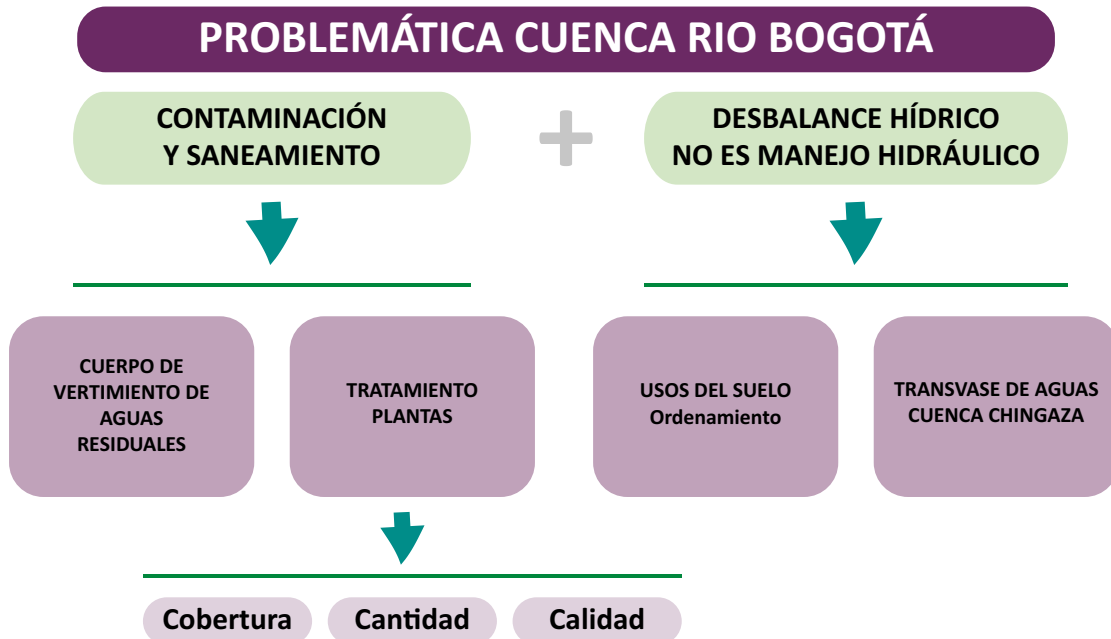 PROBLEMÁTICA CUENCA RIO BOGOTÁ
CONTAMINACIÓN
Y SANEAMIENTO
DESBALANCE HÍDRICO
NO ES MANEJO HIDRÁULICO
CUERPO DE
VERTIMIENTO DE
AGUAS
RESIDUALES
TRATAMIENTO
PLANTAS
USOS DEL SUELO
Ordenamiento
TRANSVASE DE AGUAS
CUENCA CHINGAZA
Cobertura
Cantidad
Calidad